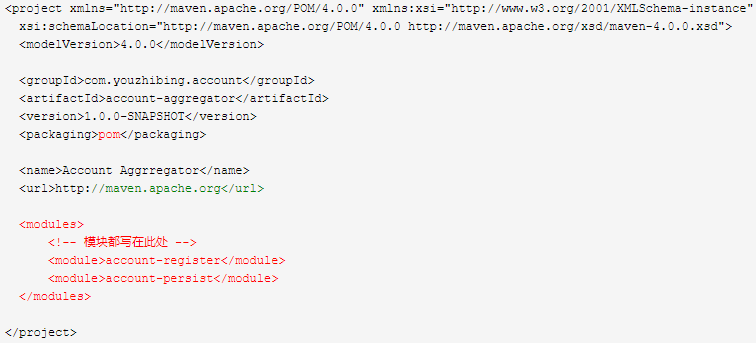 <project xmlns="http://maven.apache.org/POM/4.0.0" xmlns:xsi="http://www.w3.org/2001/XMLSchema-instance"
xsi:schemaLocation="http://maven.apache.org/POM/4.0.0 http://maven.apache.org/xsd/maven-4.0.0.xsd">
<modelVersion>4.0.0</modelVersion>
<groupId>com.youzhibing.account</groupId>
<artifactId>account-aggregator</artifactId>
<version>1.0.0-SNAPSHOT</version>
<packaging>pom</packaging>
<name>Account Aggrregator</name>
<url>http://maven.apache.org</url>
<modules>
<!-- 模块都写在此处 -->
<module>account-register</module>
<module>account-persist</module>
</modules>
</project>